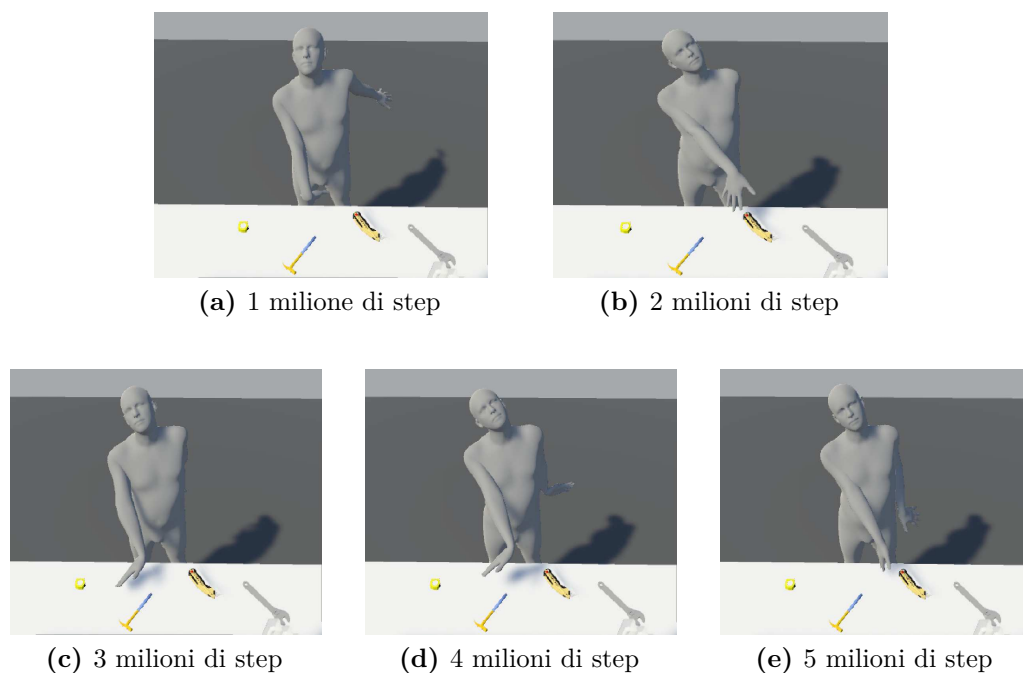 (a) 1 milione di step
(b) 2 milioni di step
(c) 3 milioni di step
(d) 4 milioni di step
(e) 5 milioni di step